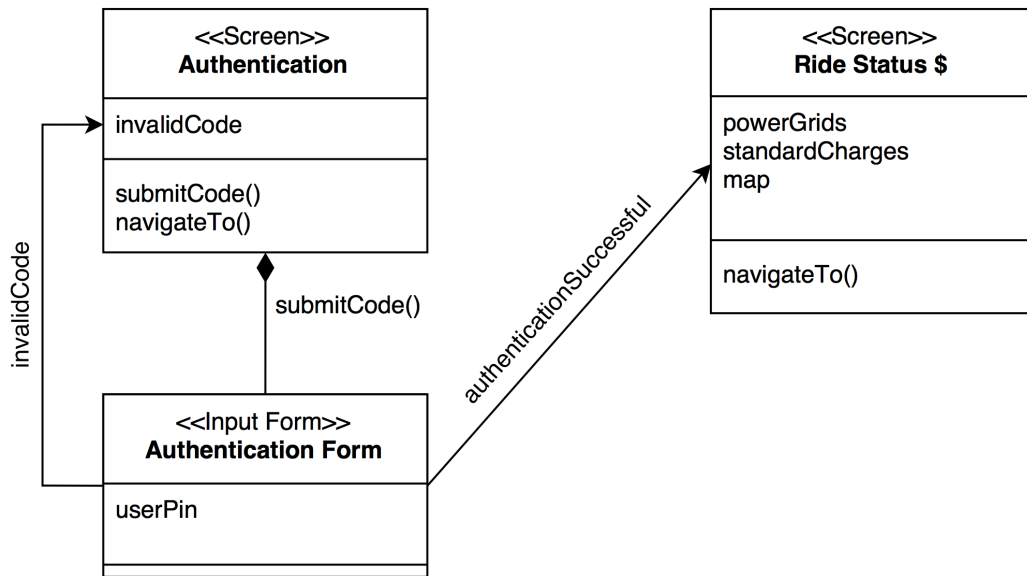 <<Screen>>
Authentication
invalidCode
submitCode()
navigateTo()
<<Screen>>
Ride Status $
powerGrids
standardCharges
map
navigateTo()
invalidCode
submitCode()
authenticationSuccessful
<<Input Form>>
Authentication Form
userPin